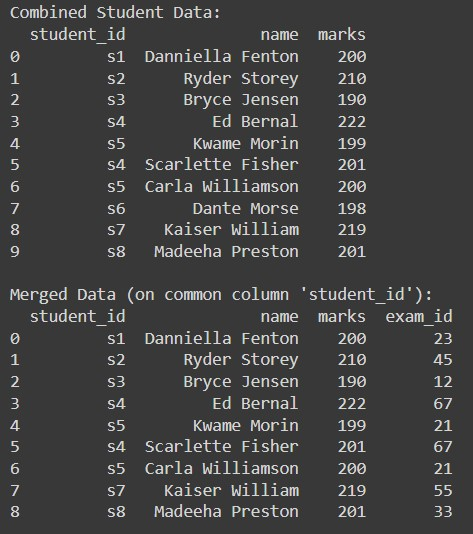 Combined Student Data:
student_id name marks
0 s1 Danniella Fenton 200
1 s2 Ryder Storey 210
2 s3 Bryce Jensen 190
3 s4 Ed Bernal 222
4 s5 Kwame Morin 199
5 s4 Scarlette Fisher 201
6 s5 Carla Williamson 200
7 s6 Dante Morse 198
8 s7 Kaiser William 219
9 s8 Madeeha Preston 201
Merged Data (on common column 'student_id'):
student_id name marks exam_id
0 s1 Danniella Fenton 200 23
1 s2 Ryder Storey 210 45
2 s3 Bryce Jensen 190 12
3 s4 Ed Bernal 222 67
4 s5 Kwame Morin 199 21
5 s4 Scarlette Fisher 201 67
6 s5 Carla Williamson 200 21
7 s7 Kaiser William 219 55
8 s8 Madeeha Preston 201 33